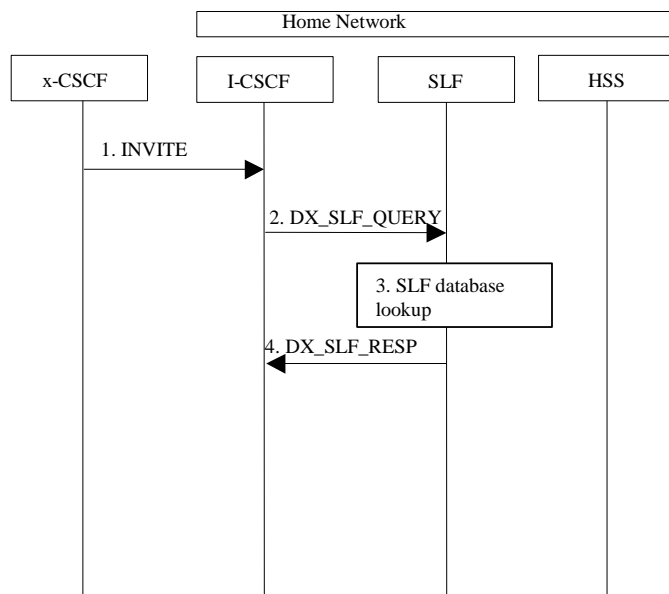 Home Network
x-CSCF
I-CSCF
SLF
HSS
1. INVITE
2. DX_SLF_QUERY
3. SLF database
lookup
4. DX_SLF_RESP